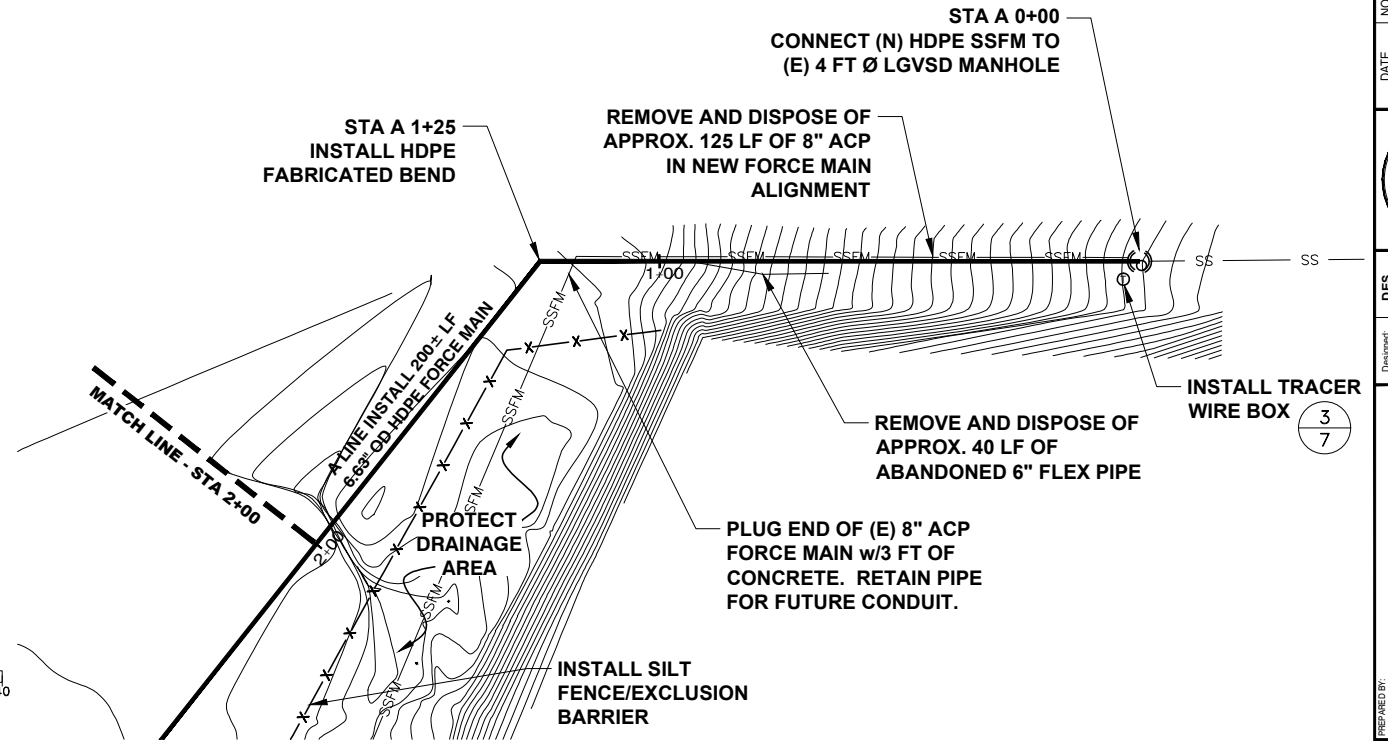 STA A 0+00
CONNECT (N) HDPE SSFM TO
(E) 4 FT Ø LGVSD MANHOLE
REMOVE AND DISPOSE OF
APPROX. 125 LF OF 8" ACP
IN NEW FORCE MAIN
ALIGNMENT
STA A 1+25
INSTALL HDPE
FABRICATED BEND
SSFM
SSFM
SSFM
SSFM
SSFM
SS
SS
1+00
SSFM
SSFM
SSFM
SSFM
SSFM
A LINE INSTALL 200± LF
6.63" OD HDPE FORCE MAIN
MATCH LINE - STA 2+00
2+00
PROTECT
DRAINAGE
AREA
INSTALL TRACER
WIRE BOX
3
7
REMOVE AND DISPOSE OF
APPROX. 40 LF OF
ABANDONED 6" FLEX PIPE
PLUG END OF (E) 8" ACP
FORCE MAIN w/3 FT OF
CONCRETE. RETAIN PIPE
FOR FUTURE CONDUIT.
INSTALL SILT
FENCE/EXCLUSION
BARRIER
NO
DATE
DES
Designed:
PREPARED BY: